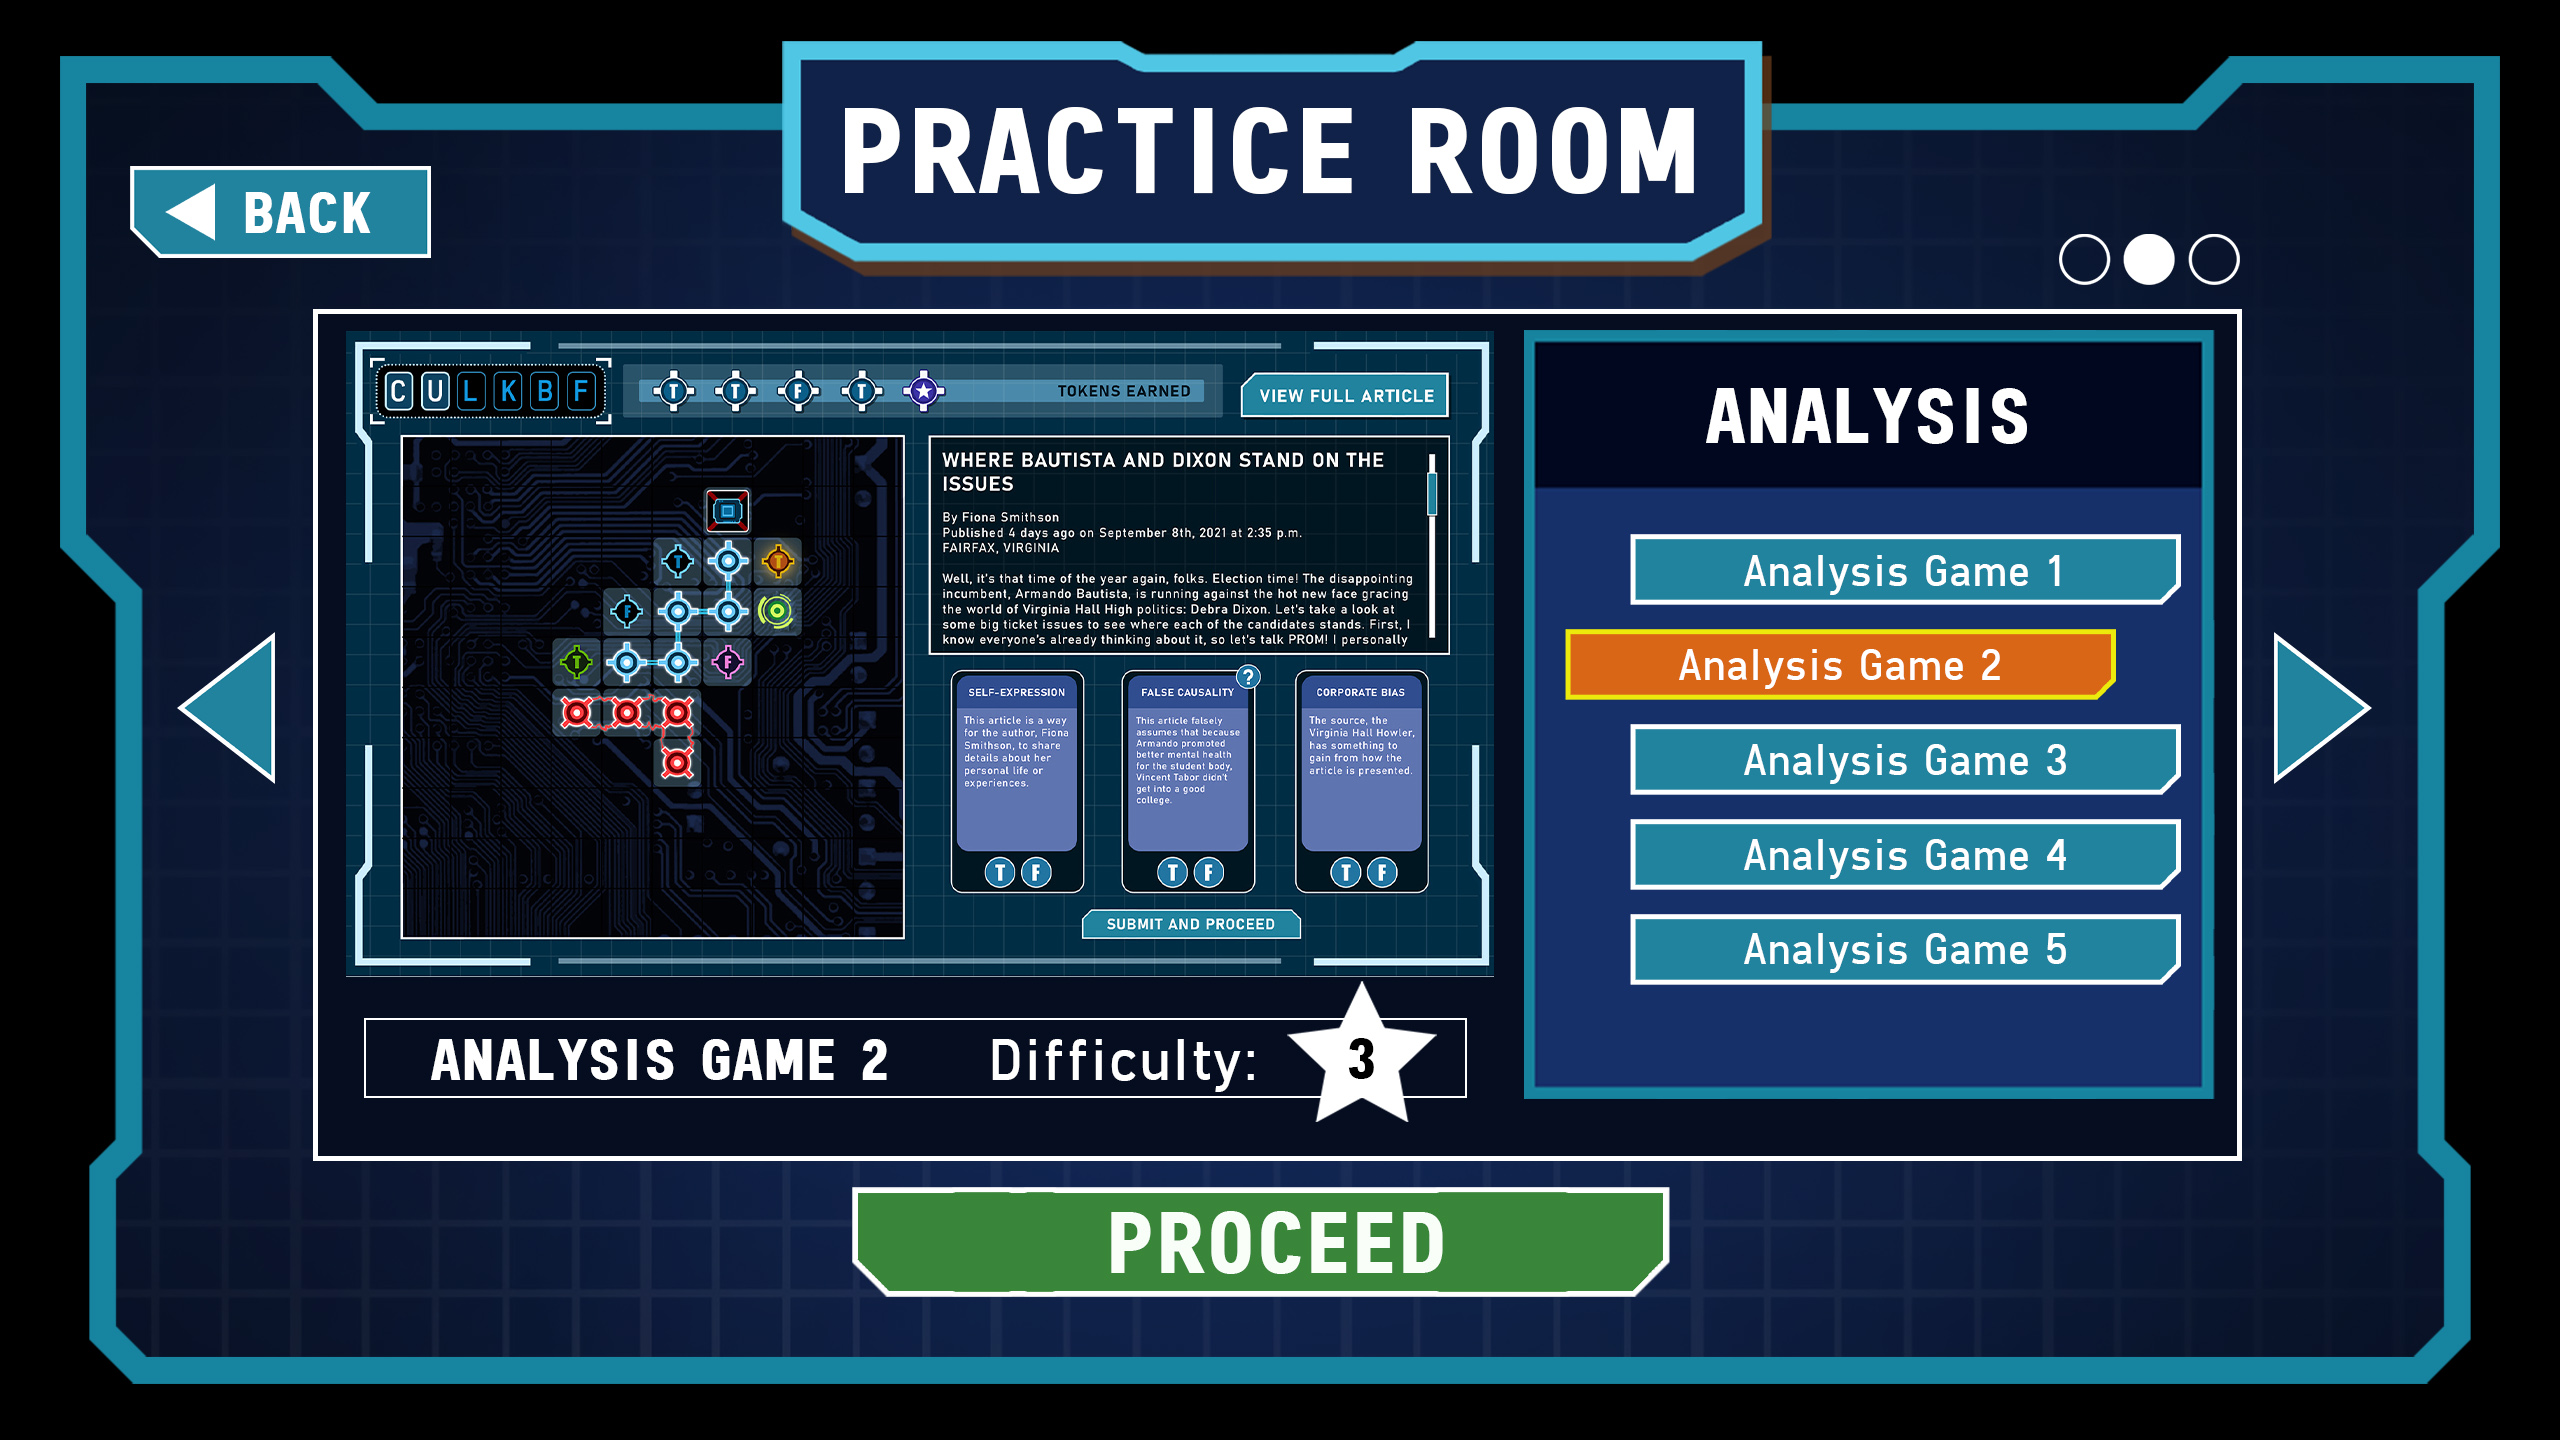 PRACTICE ROOM
BACK
C U L K B F
T T F T
TOKENS EARNED
VIEW FULL ARTICLE
T T
F
T F
WHERE BAUTISTA AND DIXON STAND ON THE
ISSUES
By Fiona Smithson
Published 4 days ago on September 8th, 2021 at 2:35 p.m.
FAIRFAX, VIRGINIA
Well, it's that time of the year again, folks. Election time! The disappointing
incumbent, Armando Bautista, is running against the hot new face gracing
the world of Virginia Hall High politics: Debra Dixon. Let's take a look at
some big ticket issues to see where each of the candidates stands. First, I
know everyone's already thinking about it, so let's talk PROM! I personally
SELF-EXPRESSION
This article is a way
for the author, Fiona
Smithson, to share
details about her
personal life or
experiences.
T F
?
FALSE CAUSALITY
This article falsely
assumes that because
Armando promoted
better mental health
for the student body,
Vincent Tabor didn't
get into a good
college.
T F
CORPORATE BIAS
The source, the
Virginia Hall Howler,
has something to
gain from how the
article is presented.
T F
SUBMIT AND PROCEED
ANALYSIS GAME 2 Difficulty: 3
ANALYSIS
Analysis Game 1
Analysis Game 2
Analysis Game 3
Analysis Game 4
Analysis Game 5
PROCEED